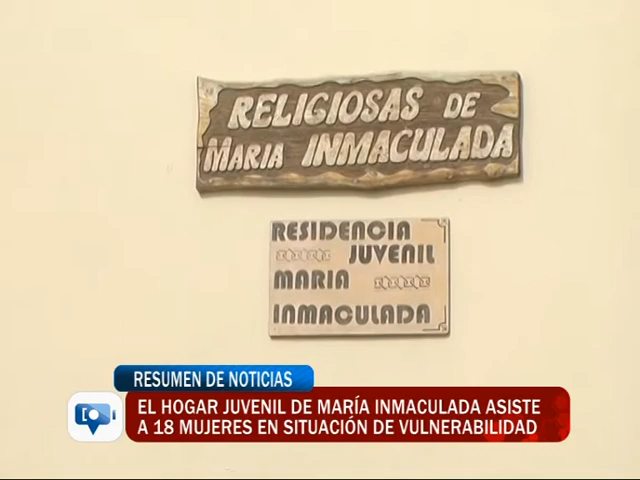 RELIGIOSAS DE
MARIA INMACULADA
RESIDENCIA
JUVENIL
MARIA
INMACULADA
RESUMEN DE NOTICIAS
EL HOGAR JUVENIL DE MARÍA INMACULADA ASISTE
A 18 MUJERES EN SITUACIÓN DE VULNERABILIDAD